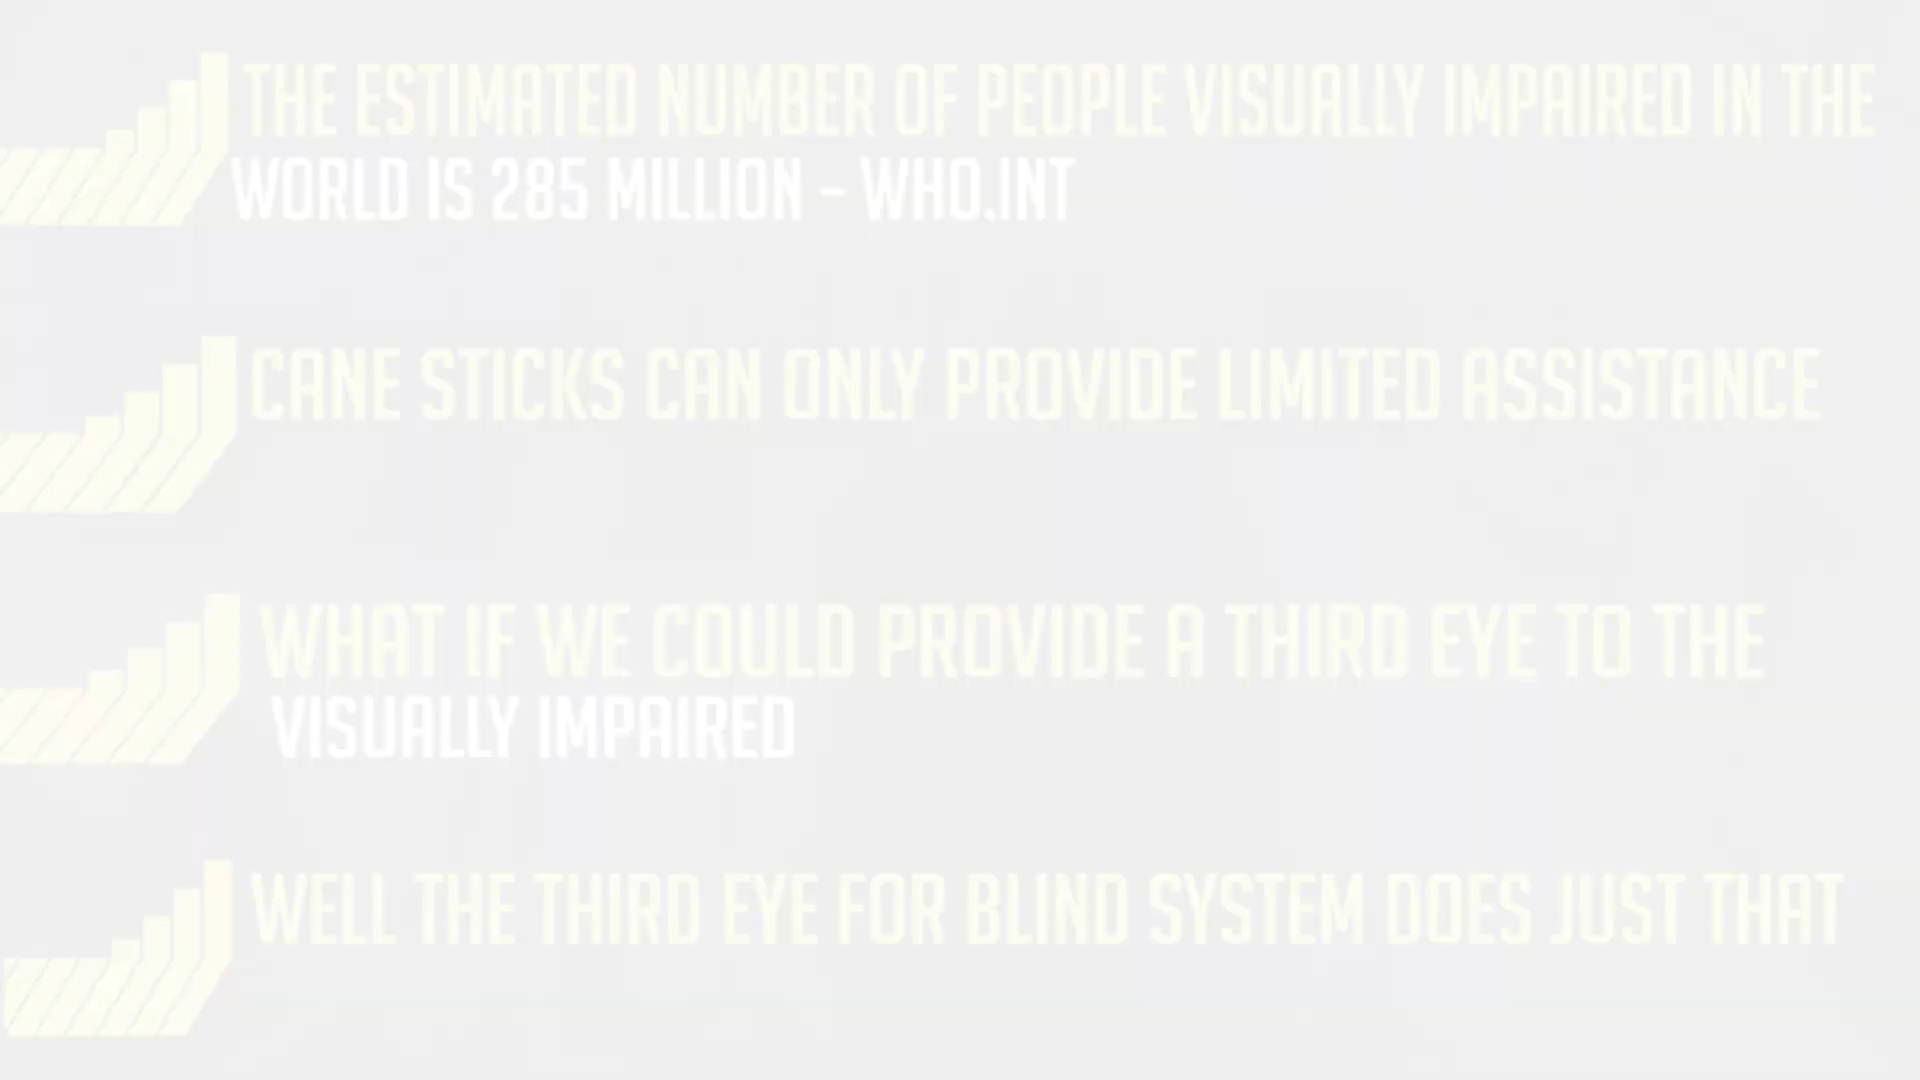 THE ESTIMATED NUMBER OF PEOPLE VISUALLY IMPAIRED IN THE
WORLD IS 285 MILLION - WHO.INT
CANE STICKS CAN ONLY PROVIDE LIMITED ASSISTANCE
WHAT IF WE COULD PROVIDE A THIRD EYE TO THE
VISUALLY IMPAIRED
WELL THE THIRD EYE FOR BLIND SYSTEM DOES JUST THAT